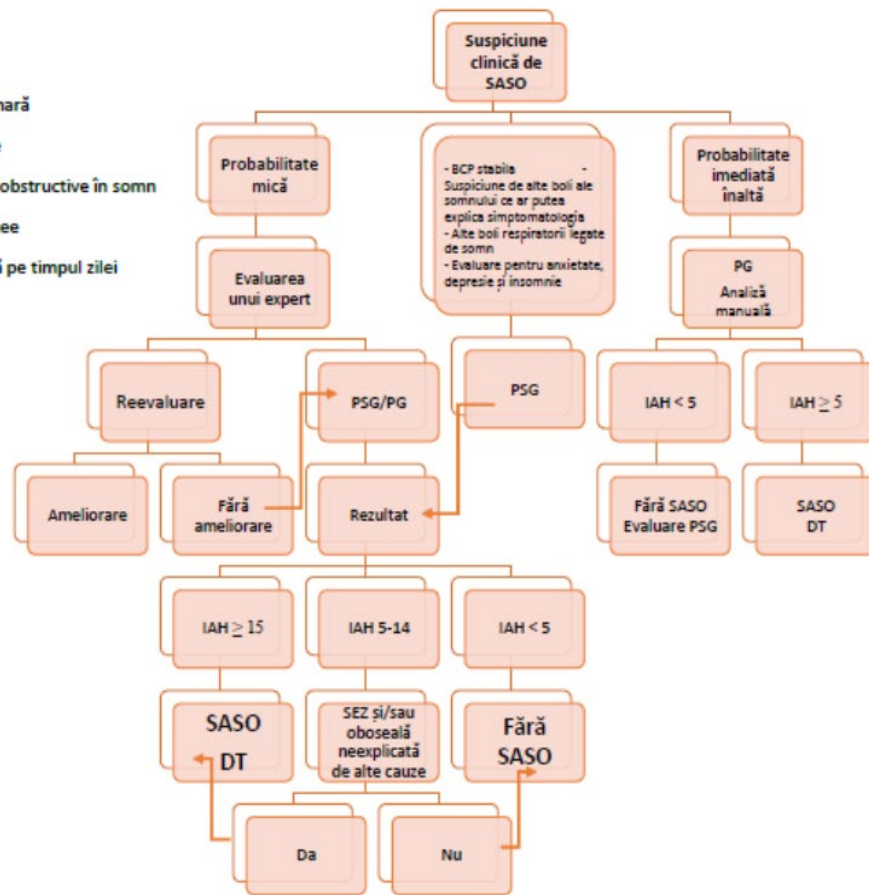 Suspiciune
clinică de
SASO
obstructive în somn
pe timpul zilei
Probabilitate
mică
- BCP stabila -
Suspiciune de alte boli ale
somnului ce ar putea
explica simptomatologia
- Alte boli respiratorii legate
de somn
- Evaluare pentru anxietate,
depresie și insomnie
Probabilitate
imediată
înaltă
Evaluarea
unui expert
PG
Analiză
manuală
Reevaluare
PSG/PG
PSG
IAH < 5
IAH ≥ 5
Ameliorare
Fără
ameliorare
Rezultat
Fără SASO
Evaluare PSG
SASO
DT
IAH ≥ 15
IAH 5-14
IAH < 5
SASO
DT
SEZ și/sau
oboseală
neexplicată
de alte cauze
Fără
SASO
Da
Nu